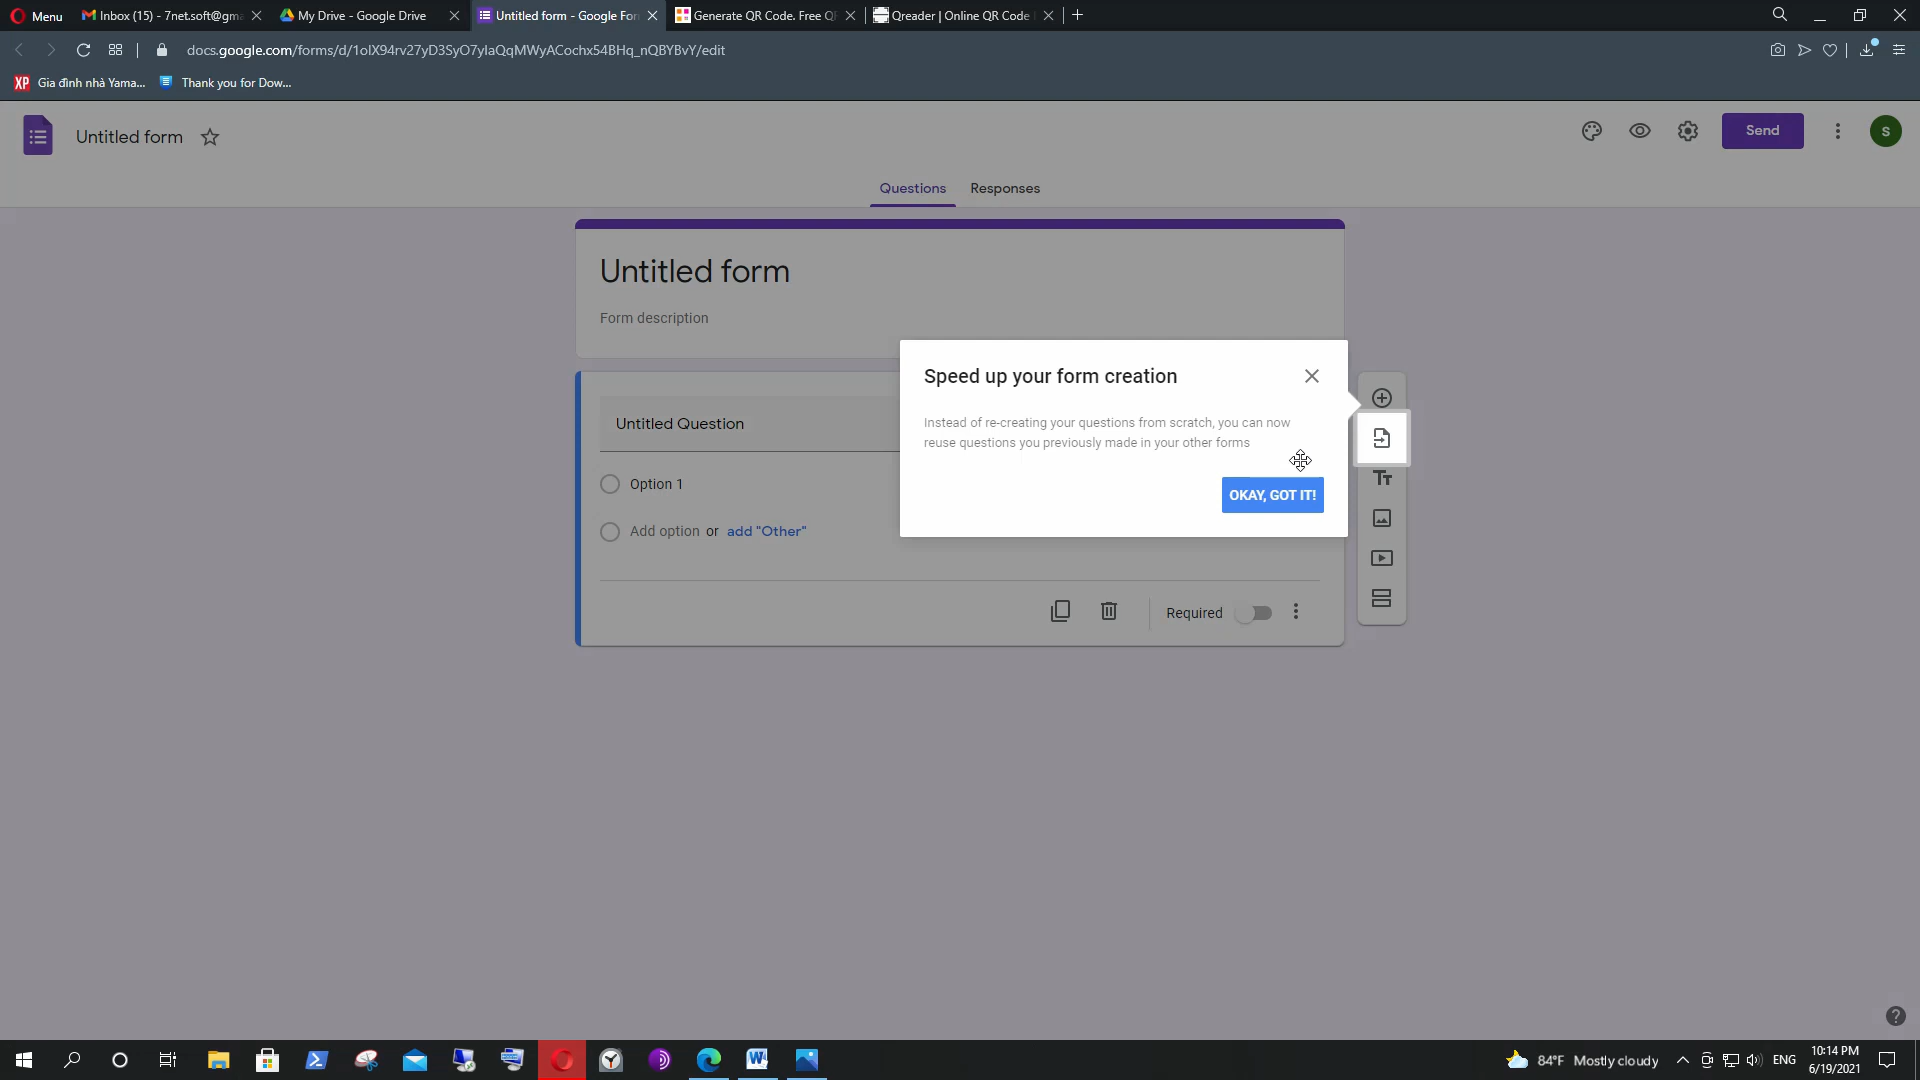 Menu
Inbox (15) - 7net.soft@gma
My Drive - Google Drive
Untitled form - Google For
Generate QR Code. Free Q
Qreader | Online QR Code
docs.google.com/forms/d/1olX94rv27yD3SyO7ylaQqMWyACochx54BHq_nQBYBvY/edit
XP Gia đình nhà Yama...
Thank you for Dow...
Untitled form
Send
S
Questions
Responses
Untitled form
Form description
Speed up your form creation
Instead of re-creating your questions from scratch, you can now
reuse questions you previously made in your other forms
OKAY, GOT IT!
Untitled Question
Option 1
Add option or add "Other"
Required
84°F Mostly cloudy
ENG
10:14 PM
6/19/2021